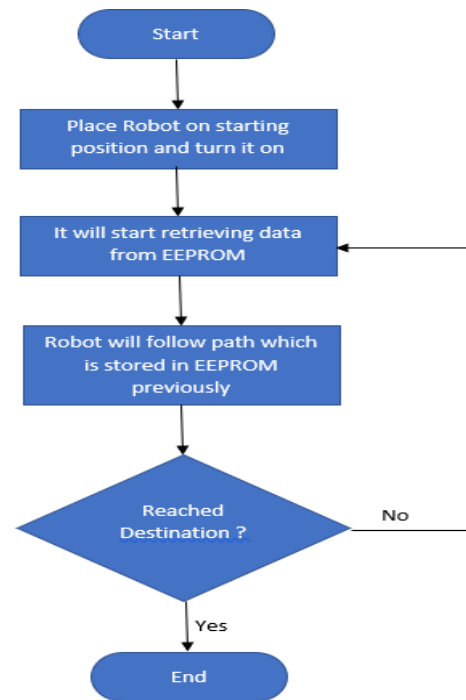 Start
Place Robot on starting
position and turn it on
It will start retrieving data
from EEPROM
Robot will follow path which
is stored in EEPROM
previously
Reached
Destination ?
No
Yes
End